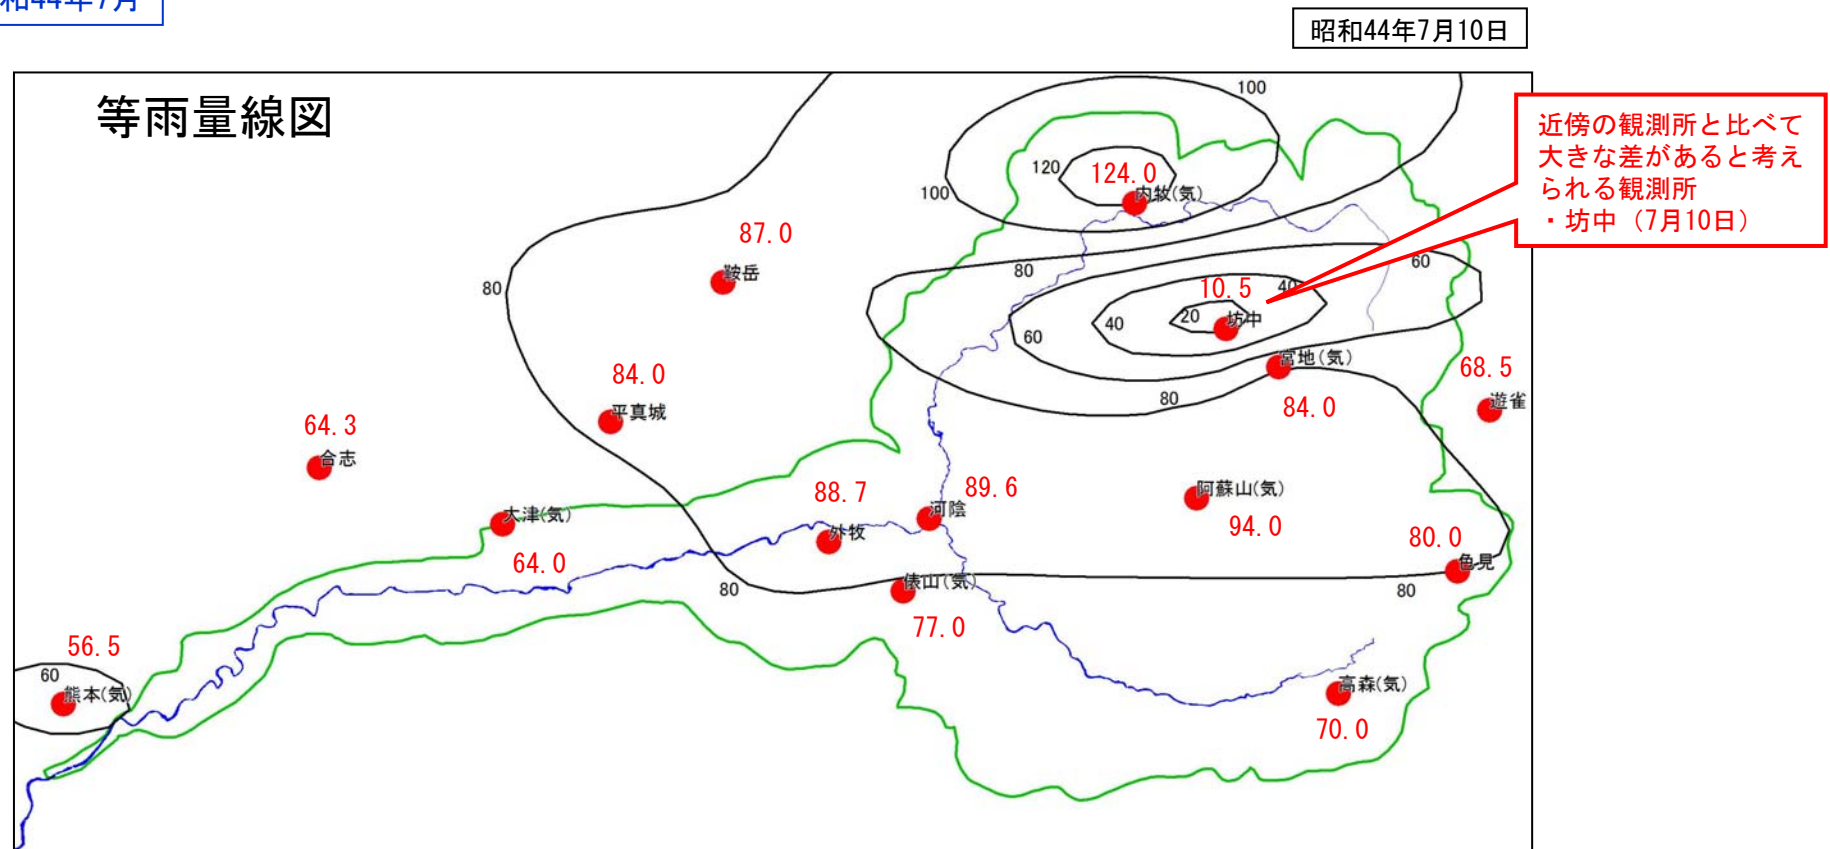 和44年7月
昭和44年7月10日
等雨量線図
近傍の観測所と比べて
大きな差があると考え
られる観測所
・坊中（7月10日）
100
120
124.0
100
内牧(気)
87.0
鞍岳
80
80
60
10.5
40
20
坊中
40
60
宮地(気)
84.0
80
68.5
遊雀
84.0
平真城
64.3
合志
88.7
外牧
89.6
河陰
阿蘇山(気)
94.0
80.0
色見
大津(気)
64.0
80
俵山(気)
77.0
80
56.5
60
熊本(気)
高森(気)
70.0